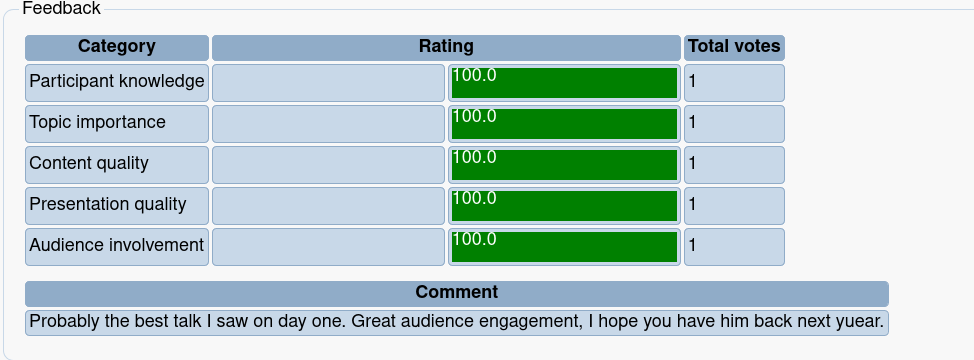 Feedback
Category Rating Total votes
Participant knowledge 100.0 1
Topic importance 100.0 1
Content quality 100.0 1
Presentation quality 100.0 1
Audience involvement 100.0 1
Comment
Probably the best talk I saw on day one. Great audience engagement, I hope you have him back next yuear.